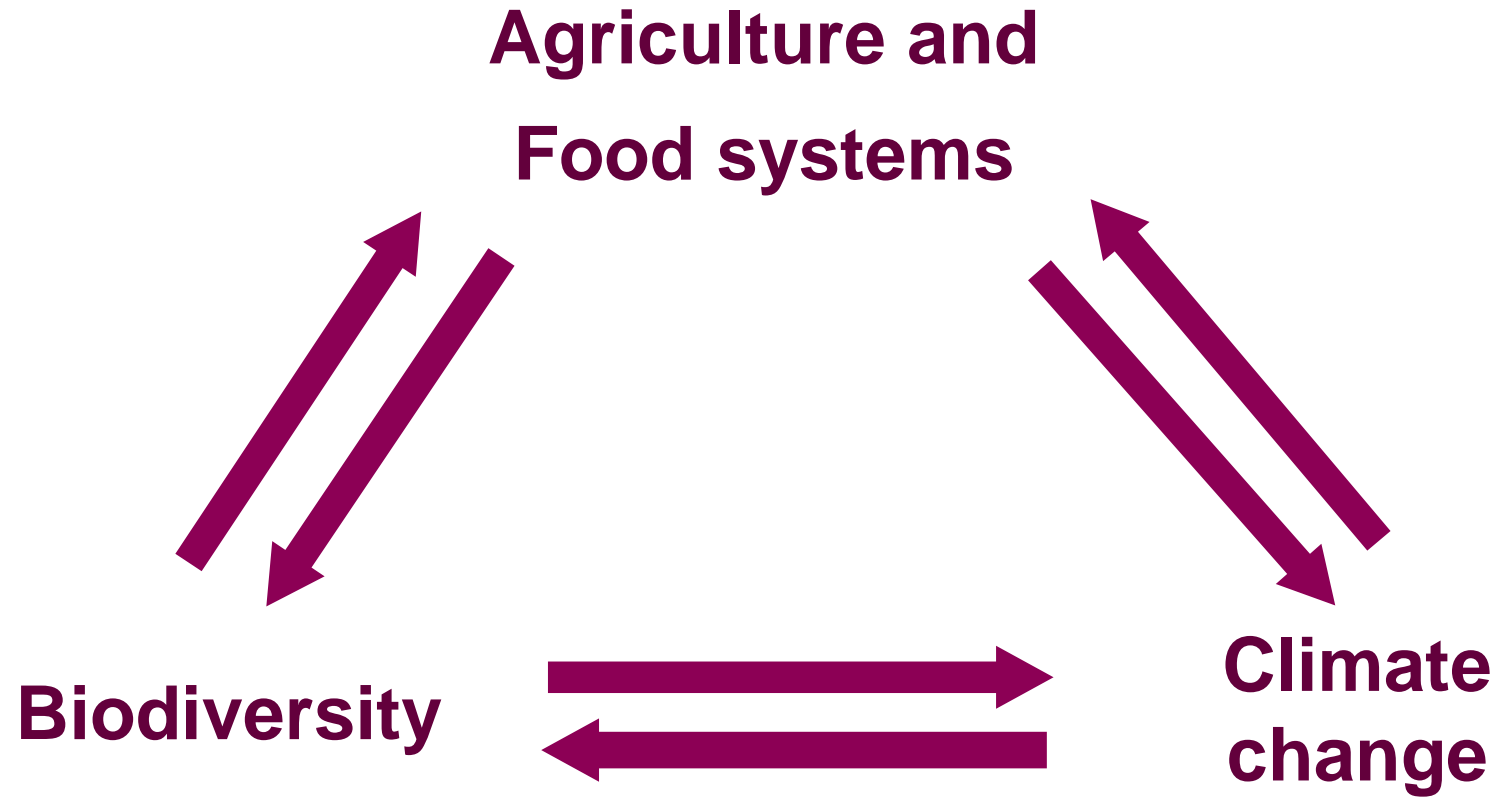 Agriculture and
Food systems
Biodiversity
Climate
change